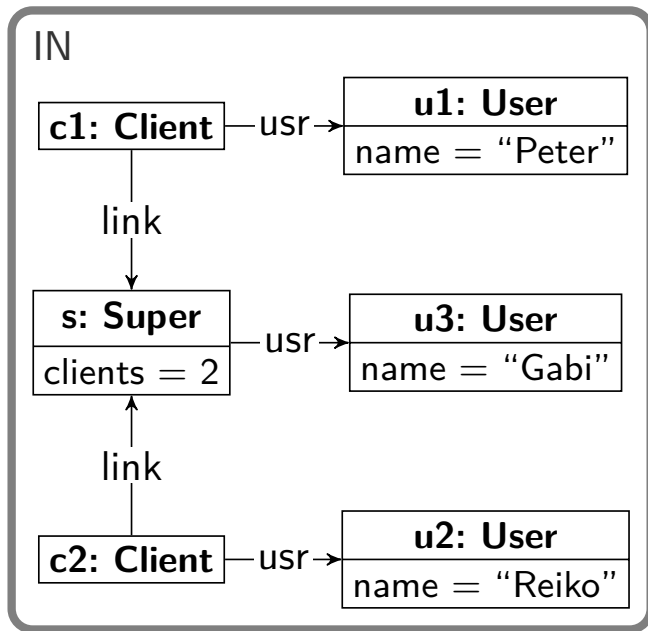 IN
c1: Client
usr
u1: User
name = “Peter”
link
s: Super
clients = 2
usr
u3: User
name = “Gabi”
link
c2: Client
usr
u2: User
name = “Reiko”